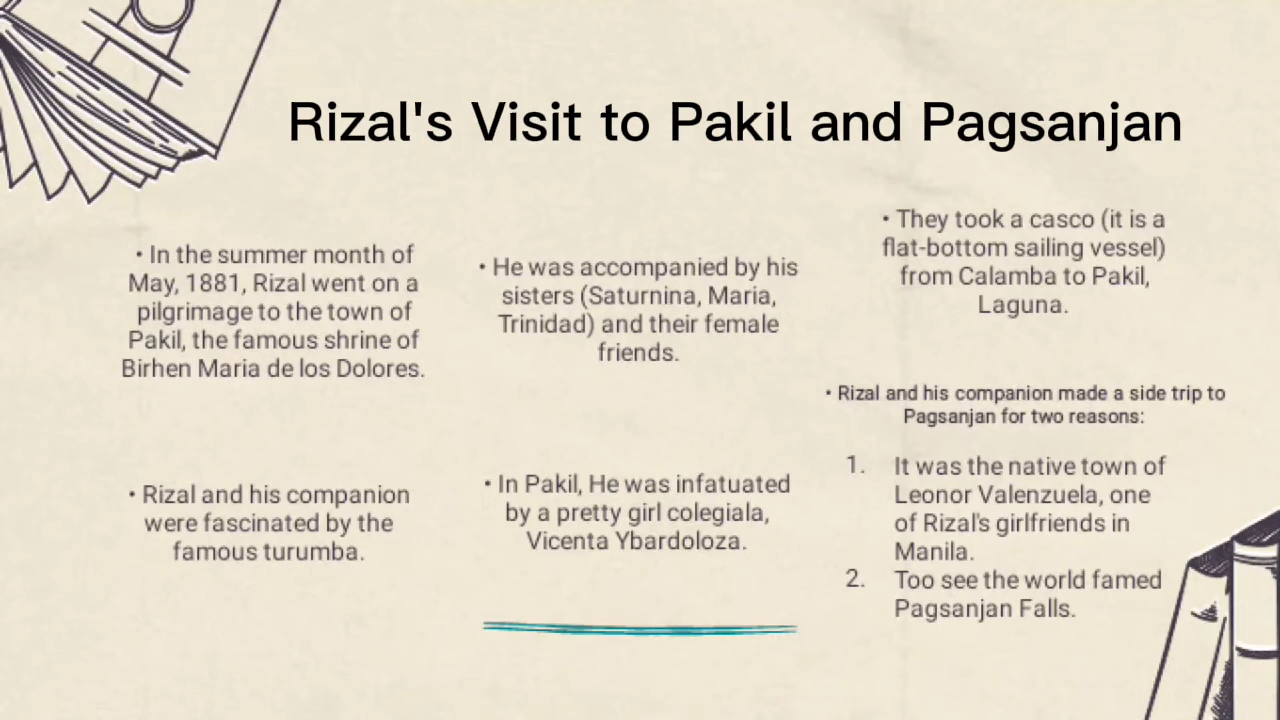 Rizal's Visit to Pakil and Pagsanjan
• In the summer month of
May, 1881, Rizal went on a
pilgrimage to the town of
Pakil, the famous shrine of
Birhen Maria de los Dolores.
• He was accompanied by his
sisters (Saturnina, Maria,
Trinidad) and their female
friends.
• They took a casco (it is a
flat-bottom sailing vessel)
from Calamba to Pakil,
Laguna.
• Rizal and his companion
were fascinated by the
famous turumba.
• In Pakil, He was infatuated
by a pretty girl colegiala,
Vicenta Ybardoloza.
• Rizal and his companion made a side trip to
Pagsanjan for two reasons:
1. It was the native town of
Leonor Valenzuela, one
of Rizal's girlfriends in
Manila.
2. Too see the world famed
Pagsanjan Falls.